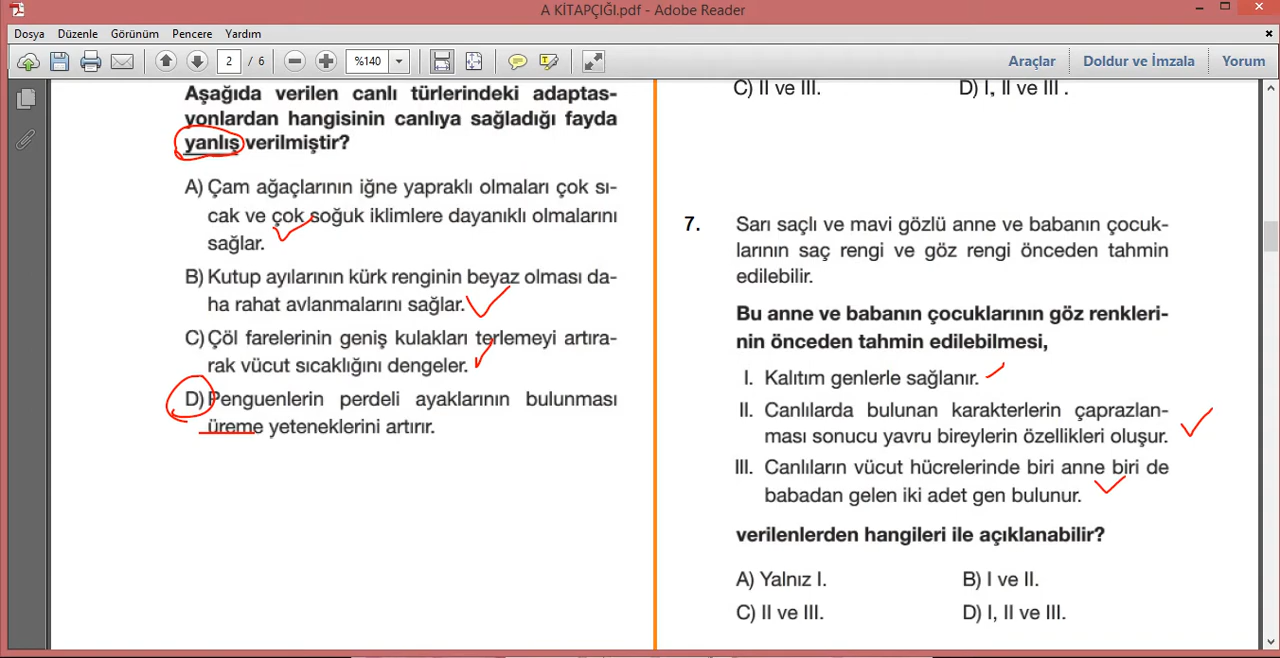 A KİTAPÇIĞI.pdf - Adobe Reader
Dosya Düzenle Görünüm Pencere Yardım
2 / 6 %140 Araçlar Doldur ve İmzala Yorum
Aşağıda verilen canlı türlerindeki adaptas-
yonlardan hangisinin canlıya sağladığı fayda
yanlış verilmiştir?
A) Çam ağaçlarının iğne yapraklı olmaları çok sı-
cak ve çok soğuk iklimlere dayanıklı olmalarını
sağlar.
B) Kutup ayılarının kürk renginin beyaz olması da-
ha rahat avlanmalarını sağlar.
C) Çöl farelerinin geniş kulakları terlemeyi artıra-
rak vücut sıcaklığını dengeler.
D) Penguenlerin perdeli ayaklarının bulunması
üreme yeteneklerini artırır.
C) II ve III. D) I, II ve III .
7. Sarı saçlı ve mavi gözlü anne ve babanın çocuk-
larının saç rengi ve göz rengi önceden tahmin
edilebilir.
Bu anne ve babanın çocuklarının göz renkleri-
nin önceden tahmin edilebilmesi,
I. Kalıtım genlerle sağlanır.
II. Canlılarda bulunan karakterlerin çaprazlan-
ması sonucu yavru bireylerin özellikleri oluşur.
III. Canlıların vücut hücrelerinde biri anne biri de
babadan gelen iki adet gen bulunur.
verilenlerden hangileri ile açıklanabilir?
A) Yalnız I. B) I ve II.
C) II ve III. D) I, II ve III.